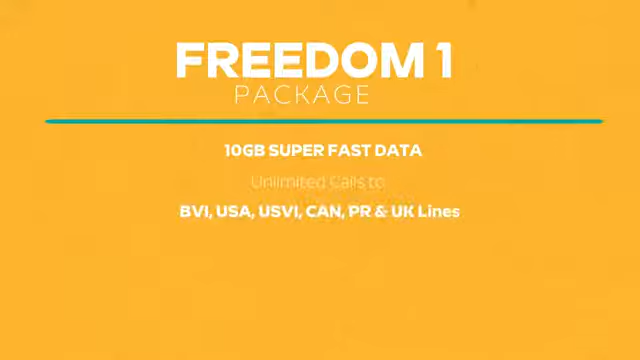 FREEDOM 1
PACKAGE
10GB SUPER FAST DATA
Unlimited Calls to
BVI, USA, USVI, CAN, PR & UK Lines